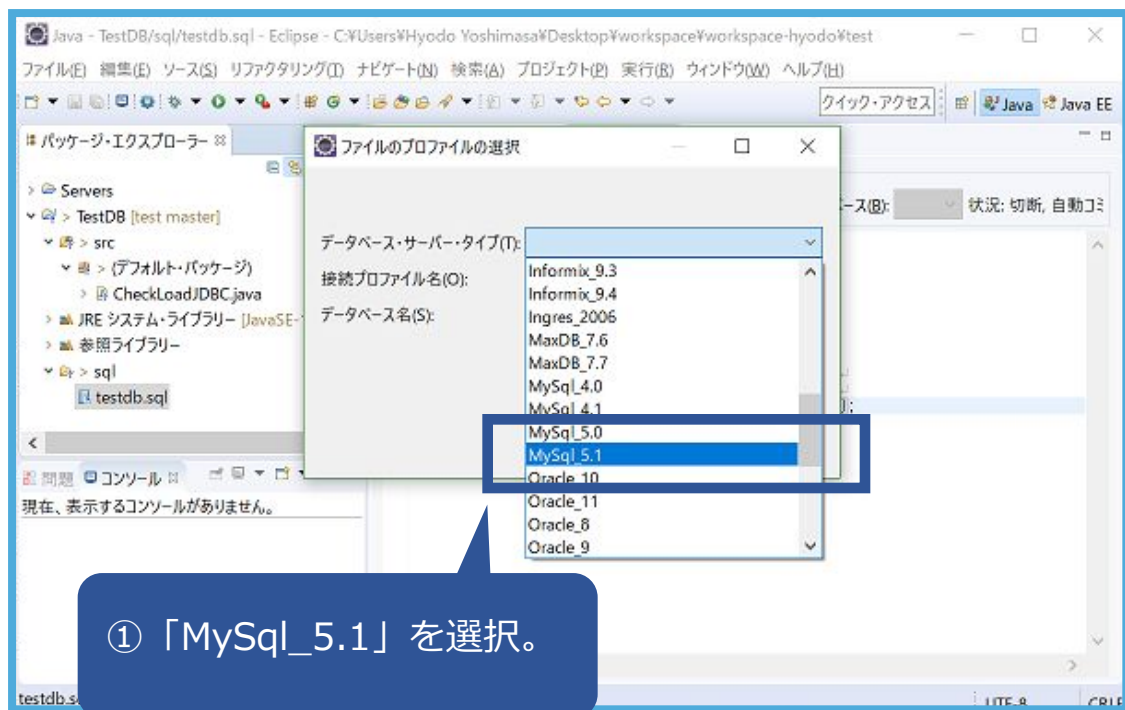 Java - TestDB/sql/testdb.sql - Eclipse - C:¥Users¥Hyodo Yoshimasa¥Desktop¥workspace¥workspace-hyodo¥test
ファイル(F) 編集(E) ソース(S) リファクタリング(T) ナビゲート(N) 検索(A) プロジェクト(P) 実行(R) ウィンドウ(W) ヘルプ(H)
クイック・アクセス Java Java EE
パッケージ・エクスプローラー
Servers
> TestDB [test master]
> src
> (デフォルト・パッケージ)
CheckLoadJDBC.java
JRE システム・ライブラリー [JavaSE-
参照ライブラリー
> sql
testdb.sql
問題 コンソール
現在、表示するコンソールがありません。
ファイルのプロファイルの選択
データベース・サーバー・タイプ(T):
接続プロファイル名(O):
データベース名(S):
Informix_9.3
Informix_9.4
Ingres_2006
MaxDB_7.6
MaxDB_7.7
MySql_4.0
MySql_4.1
MySql_5.0
MySql_5.1
Oracle_10
Oracle_11
Oracle_8
Oracle_9
ース(B): 状況: 切断, 自動コミ
);
①「MySql_5.1」を選択。
testdb.s
UTF-8 CRLF